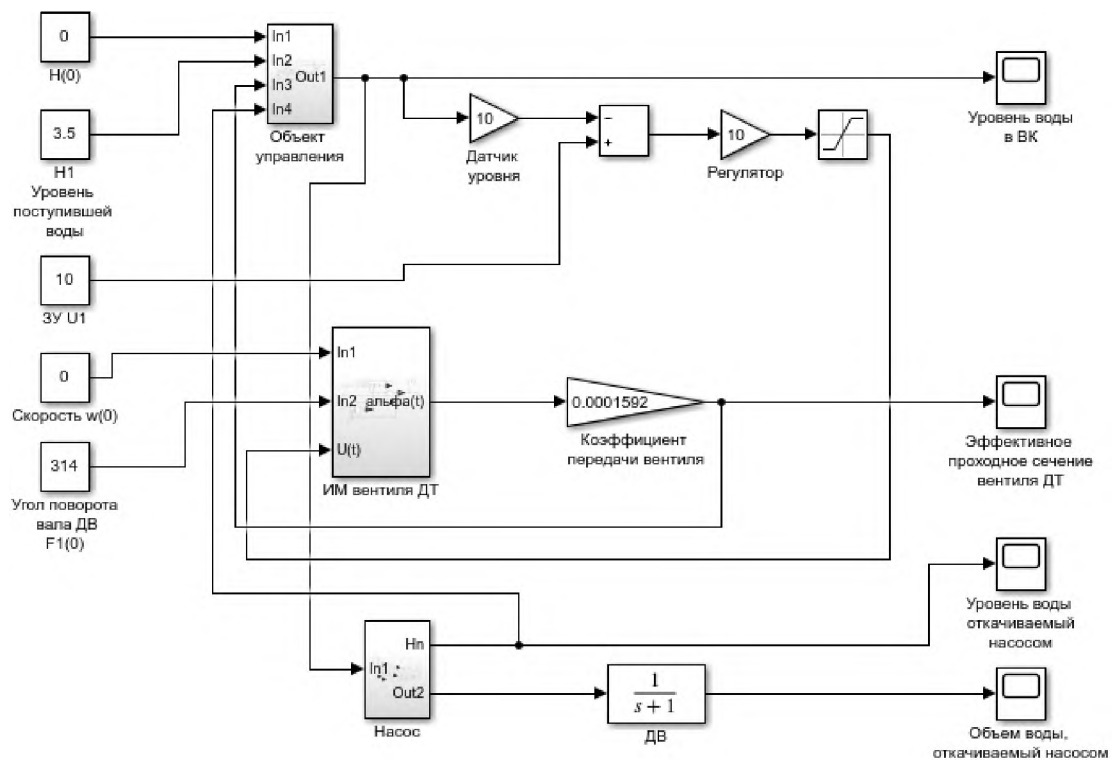 0
H(0)
3.5
H1
Уровень
поступившей
воды
10
ЗУ U1
0
Скорость w(0)
314
Угол поворота
вала ДВ
F1(0)
In1
In2
In3
In4
Out1
Объект
управления
10
Датчик
уровня
−
+
10
Регулятор
Уровень воды
в ВК
In1
In2
U(t)
альфа(t)
ИМ вентиля ДТ
0.0001592
Коэффициент
передачи вентиля
Эффективное
проходное сечение
вентиля ДТ
In1
Hn
Out2
Насос
1
s + 1
ДВ
Уровень воды
откачиваемый
насосом
Объем воды,
откачиваемый насосом